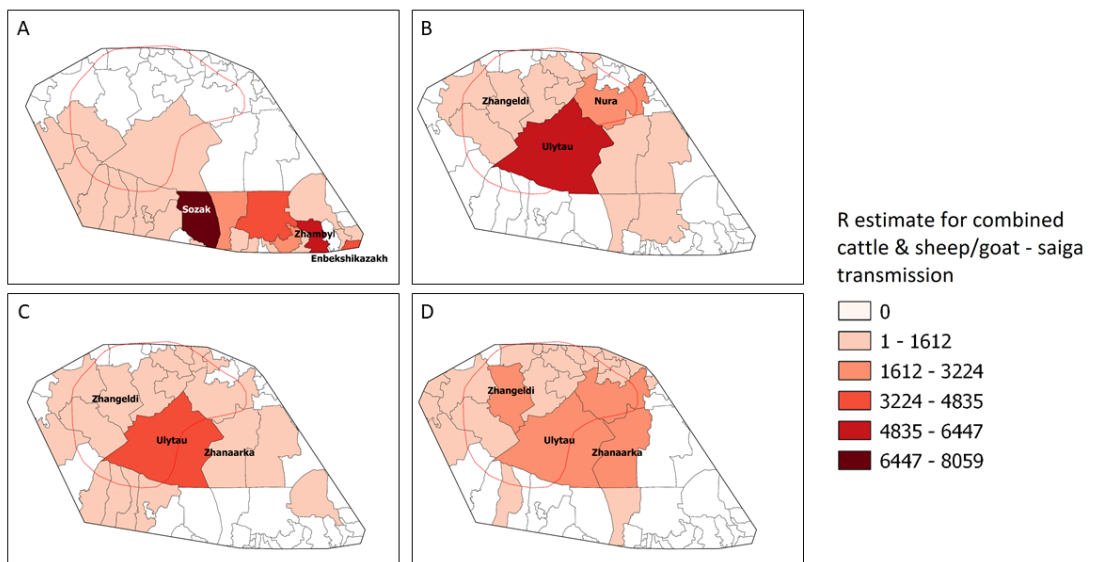 A
Sozak
Zhambyl
Enbekshikazakh
B
Zhangeldi
Nura
Ulytau
C
Zhangeldi
Ulytau
Zhanaarka
D
Zhangeldi
Ulytau
Zhanaarka
R estimate for combined
cattle & sheep/goat - saiga
transmission
0
1 - 1612
1612 - 3224
3224 - 4835
4835 - 6447
6447 - 8059